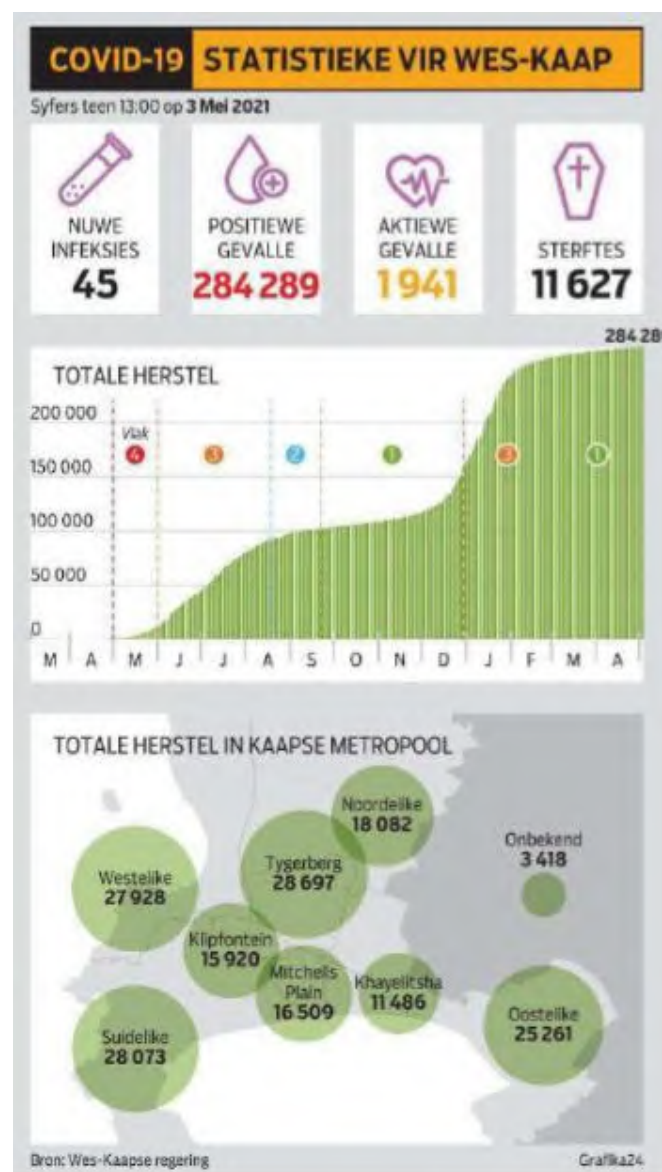 COVID-19 STATISTIEKE VIR WES-KAAP
Syfers teen 13:00 op 3 Mei 2021
NUWE
INFEKSIES
45
POSITIEWE
GEVALLE
284 289
AKTIEWE
GEVALLE
1 941
STERFTES
11 627
284 28
TOTALE HERSTEL
200 000
150 000
100 000
50 000
0
Vlak
4 3 2 1 3 1
M A M J J A S O N D J F M A
TOTALE HERSTEL IN KAAPSE METROPOOL
Noordelike
18 082
Onbekend
3 418
Tygerberg
28 697
Westelike
27 928
Klipfontein
15 920
Mitchells
Plain
16 509
Khayelitsha
11 486
Oostelike
25 261
Suidelike
28 073
Bron: Wes-Kaapse regering
Grafika24